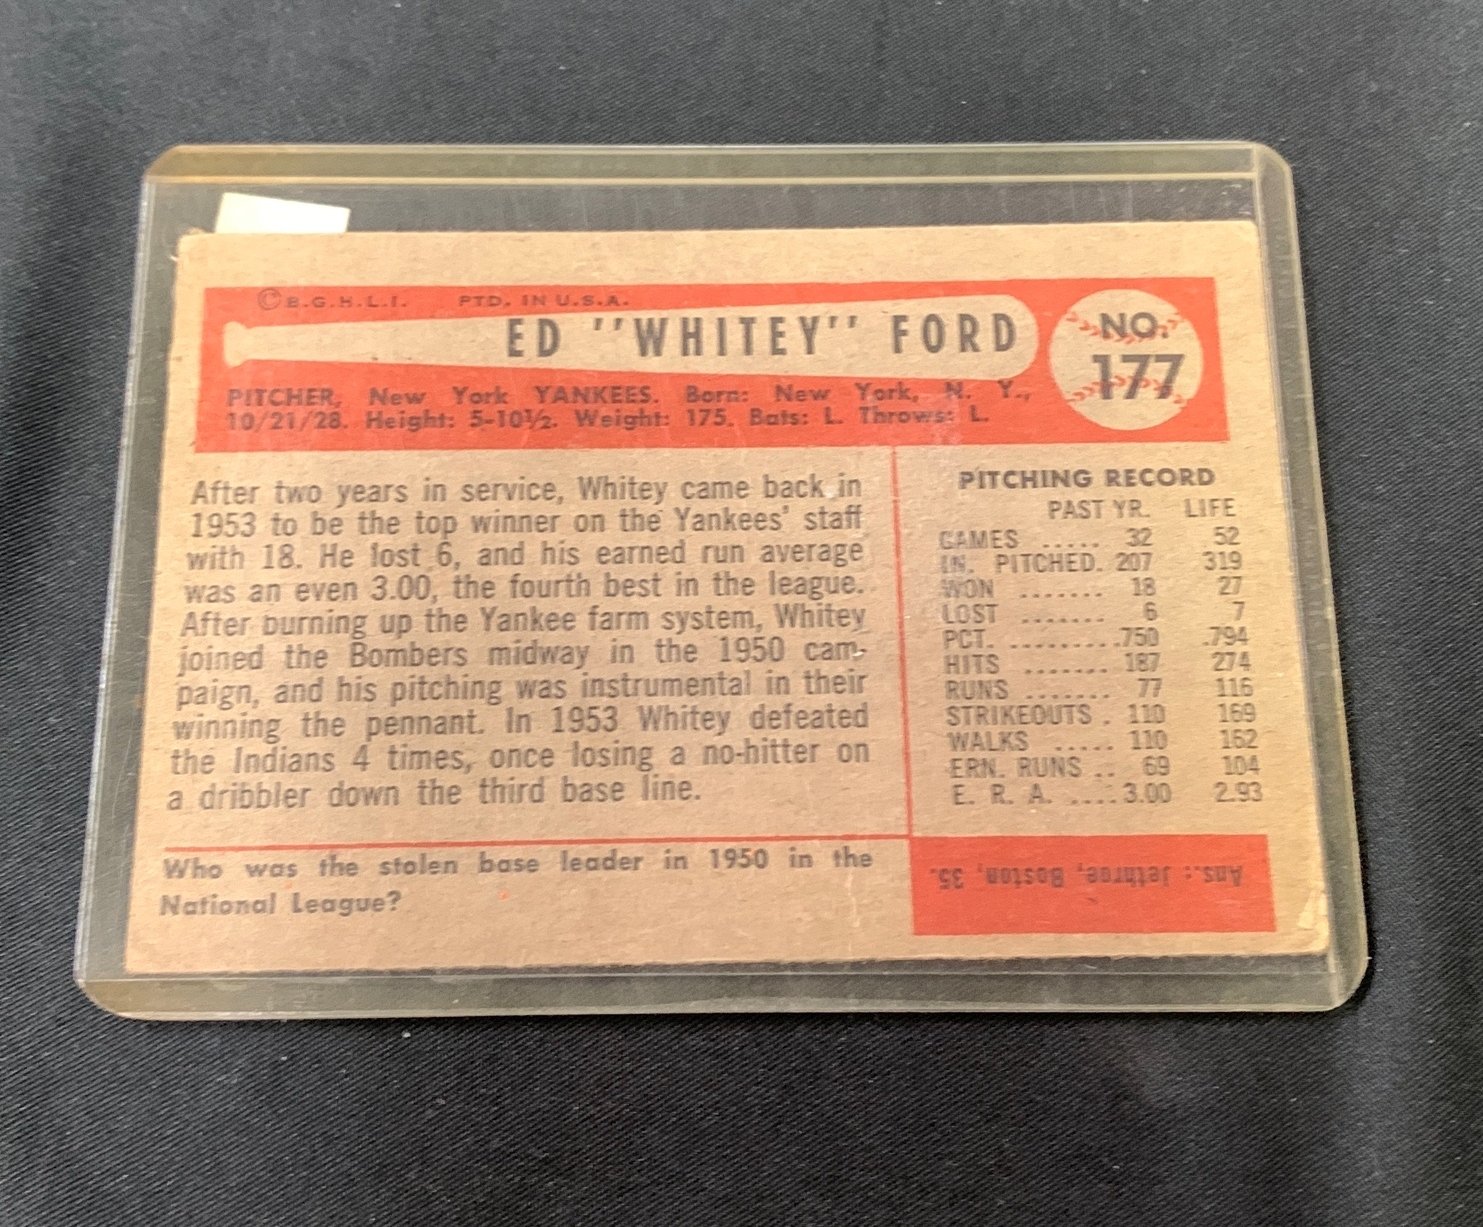 ©B.G.H.L.I. PTD. IN U.S.A.
ED "WHITEY" FORD
NO.
177
PITCHER, New York YANKEES. Born: New York, N. Y.,
10/21/28. Height: 5-10½. Weight: 175. Bats: L. Throws: L.
After two years in service, Whitey came back in
1953 to be the top winner on the Yankees' staff
with 18. He lost 6, and his earned run average
was an even 3.00, the fourth best in the league.
After burning up the Yankee farm system, Whitey
joined the Bombers midway in the 1950 cam-
paign, and his pitching was instrumental in their
winning the pennant. In 1953 Whitey defeated
the Indians 4 times, once losing a no-hitter on
a dribbler down the third base line.
PITCHING RECORD
PAST YR. LIFE
GAMES ..... 32 52
IN. PITCHED. 207 319
WON ....... 18 27
LOST ....... 6 7
PCT. .........750 .794
HITS ....... 187 274
RUNS ....... 77 116
STRIKEOUTS . 110 169
WALKS ..... 110 162
ERN. RUNS .. 69 104
E. R. A. ....3.00 2.93
Who was the stolen base leader in 1950 in the
National League?
Ans.: Jethroe, Boston, 35.